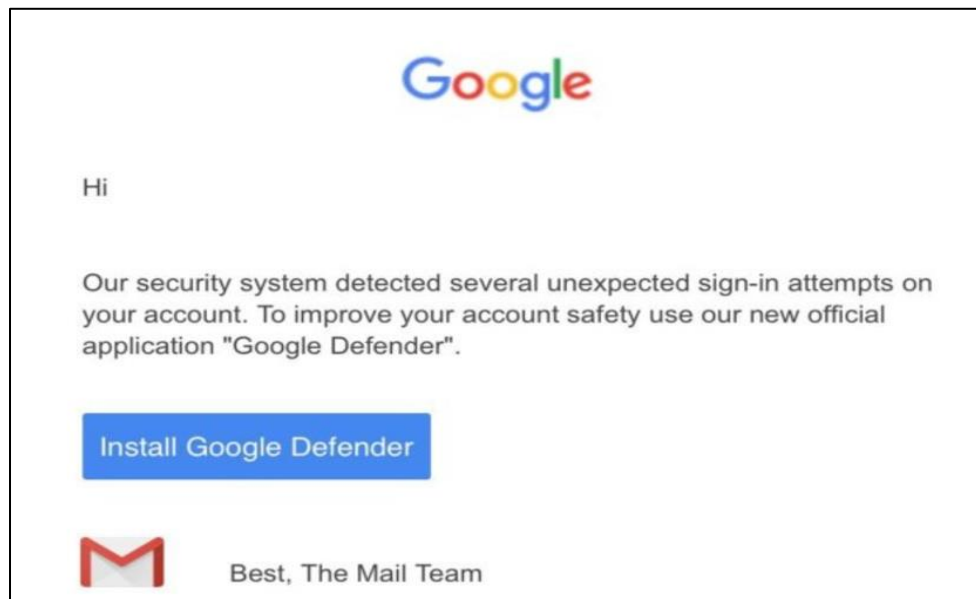 Google
Hi
Our security system detected several unexpected sign-in attempts on
your account. To improve your account safety use our new official
application "Google Defender".
Install Google Defender
Best, The Mail Team